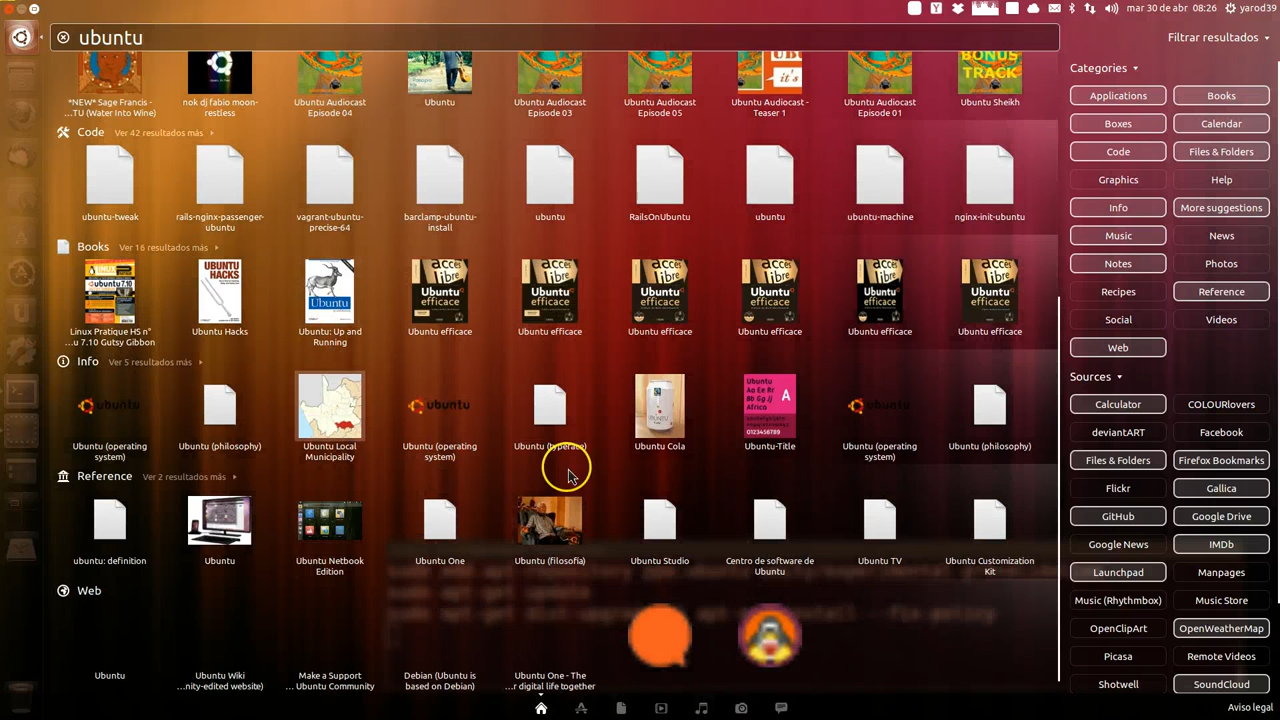 mar 30 de abr 08:26 yarod39
ubuntu
Filtrar resultados
*NEW* Sage Francis - ...TU (Water Into Wine)
nok dj fabio moon-restless
Ubuntu Audiocast Episode 04
Ubuntu
Ubuntu Audiocast Episode 03
Ubuntu Audiocast Episode 05
Ubuntu Audiocast - Teaser 1
Ubuntu Audiocast Episode 01
BONUS TRACK
Ubuntu Sheikh
Code Ver 42 resultados más
ubuntu-tweak
rails-nginx-passenger-ubuntu
vagrant-ubuntu-precise-64
barclamp-ubuntu-install
ubuntu
RailsOnUbuntu
ubuntu
ubuntu-machine
nginx-init-ubuntu
Books Ver 16 resultados más
Linux Pratique HS n° ...u 7.10 Gutsy Gibbon
Ubuntu Hacks
Ubuntu: Up and Running
Ubuntu efficace
Ubuntu efficace
Ubuntu efficace
Ubuntu efficace
Ubuntu efficace
Ubuntu efficace
Info Ver 5 resultados más
Ubuntu (operating system)
Ubuntu (philosophy)
Ubuntu Local Municipality
Ubuntu (operating system)
Ubuntu (typeface)
Ubuntu Cola
Ubuntu-Title
Ubuntu (operating system)
Ubuntu (philosophy)
Reference Ver 2 resultados más
ubuntu: definition
Ubuntu
Ubuntu Netbook Edition
Ubuntu One
Ubuntu (filosofía)
Ubuntu Studio
Centro de software de Ubuntu
Ubuntu TV
Ubuntu Customization Kit
Web
Ubuntu
Ubuntu Wiki ...nity-edited website)
Make a Support ... Ubuntu Community
Debian (Ubuntu is based on Debian)
Ubuntu One - The ...r digital life together
Categories
Applications Books
Boxes Calendar
Code Files & Folders
Graphics Help
Info More suggestions
Music News
Notes Photos
Recipes Reference
Social Videos
Web
Sources
Calculator COLOURlovers
deviantART Facebook
Files & Folders Firefox Bookmarks
Flickr Gallica
GitHub Google Drive
Google News IMDb
Launchpad Manpages
Music (Rhythmbox) Music Store
OpenClipArt OpenWeatherMap
Picasa Remote Videos
Shotwell SoundCloud
Aviso legal